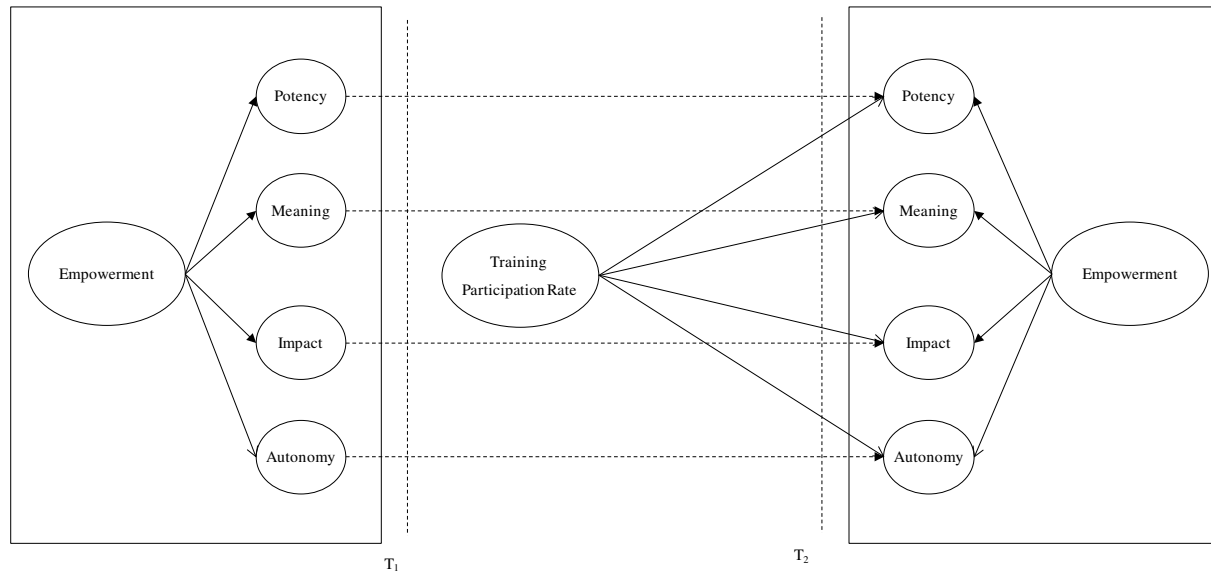 Potency
Meaning
Empowerment
Impact
Autonomy
T1
Training
Participation Rate
T2
Potency
Meaning
Empowerment
Impact
Autonomy